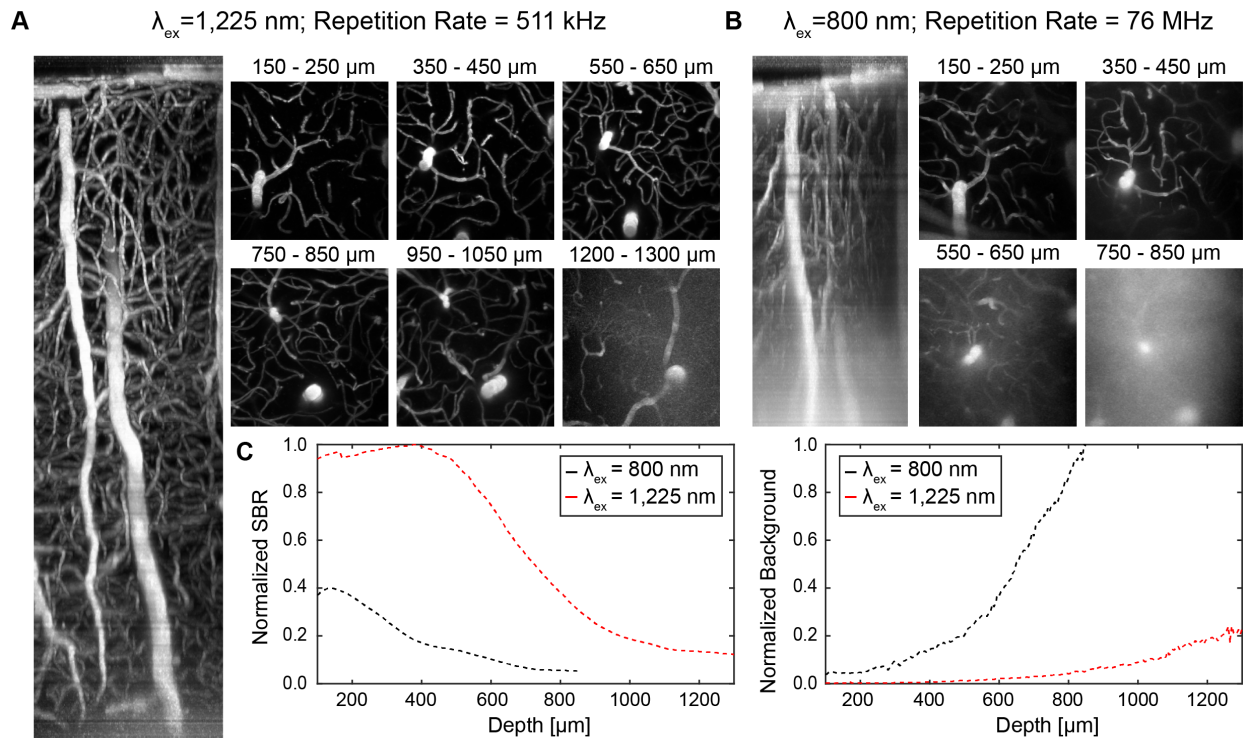 A
λex=1,225 nm; Repetition Rate = 511 kHz
150 - 250 µm
350 - 450 µm
550 - 650 µm
750 - 850 µm
950 - 1050 µm
1200 - 1300 µm
B
λex=800 nm; Repetition Rate = 76 MHz
150 - 250 µm
350 - 450 µm
550 - 650 µm
750 - 850 µm
C
Normalized SBR
1.0
0.8
0.6
0.4
0.2
0.0
λex = 800 nm
λex = 1,225 nm
200
400
600
800
1000
1200
Depth [µm]
Normalized Background
1.0
0.8
0.6
0.4
0.2
0.0
λex = 800 nm
λex = 1,225 nm
200
400
600
800
1000
1200
Depth [µm]